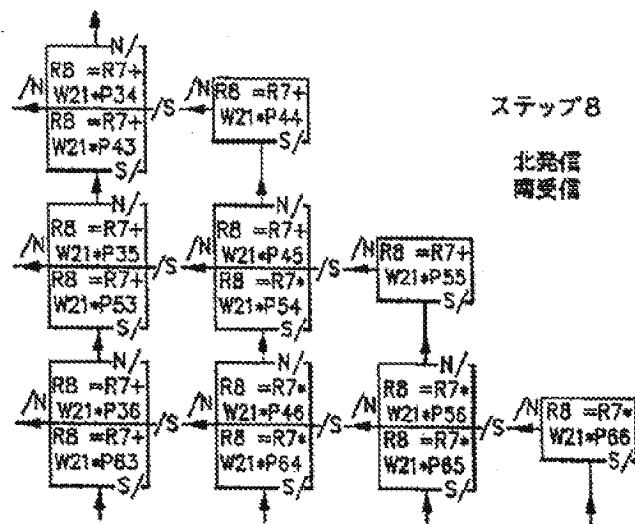 N/
/N
R8 =R7+
W21*P34
R8 =R7+
W21*P43
S/
/S
/N
R8 =R7+
W21*P44
S/
ステップ8
北発信
南受信
N/
/N
R8 =R7+
W21*P35
R8 =R7+
W21*P53
S/
/S
N/
/N
R8 =R7+
W21*P45
R8 =R7*
W21*P54
S/
/S
/N
R8 =R7+
W21*P55
S/
N/
/N
R8 =R7+
W21*P36
R8 =R7+
W21*P63
S/
/S
N/
/N
R8 =R7*
W21*P46
R8 =R7*
W21*P64
S/
/S
N/
/N
R8 =R7*
W21*P56
R8 =R7*
W21*P65
S/
/S
/N
R8 =R7*
W21*P66
S/